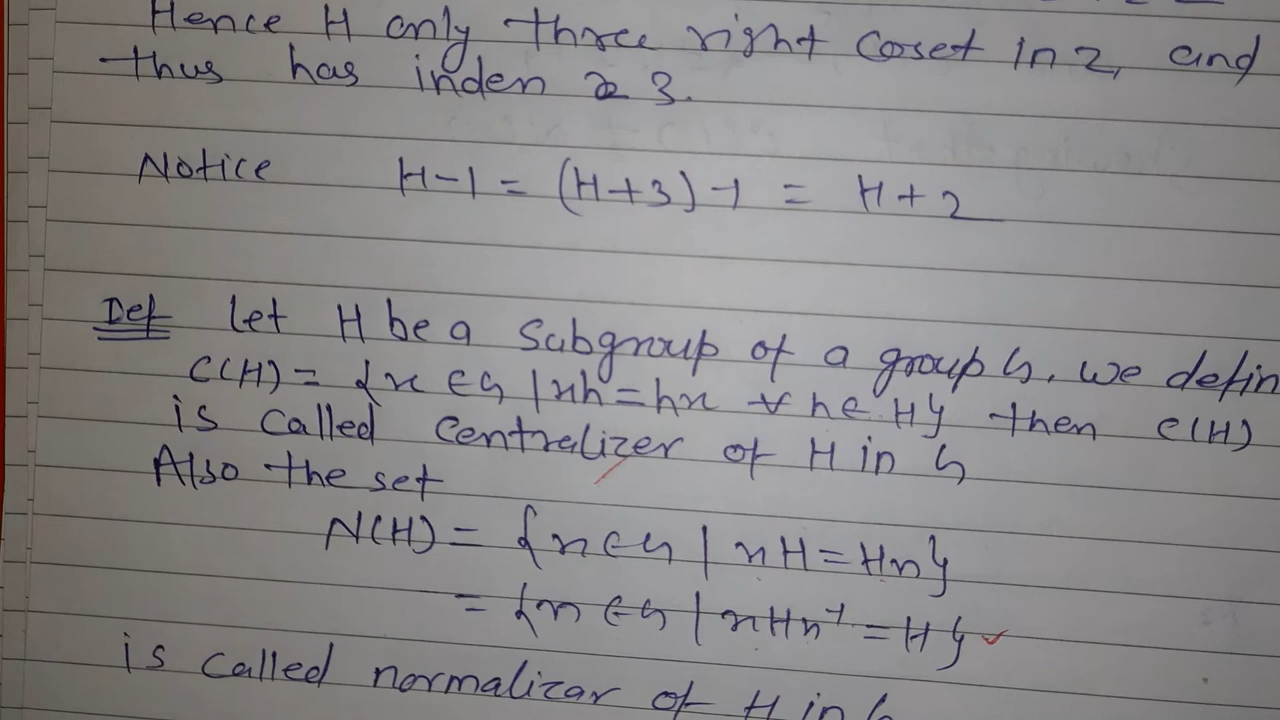 Hence H only three right Coset in Z, and
thus has inden 3.
Notice H-1 = (H+3)-1 = H+2
Def Let H be a Subgroup of a group G. we defin
C(H) = {x ∈ G | xh = hx ∀ h ∈ H} then C(H)
is called Centralizer of H in G
Also the set
N(H) = {x ∈ G | xH = Hx}
= {x ∈ G | xHx⁻¹ = H} ✓
is called normalizar of H in G